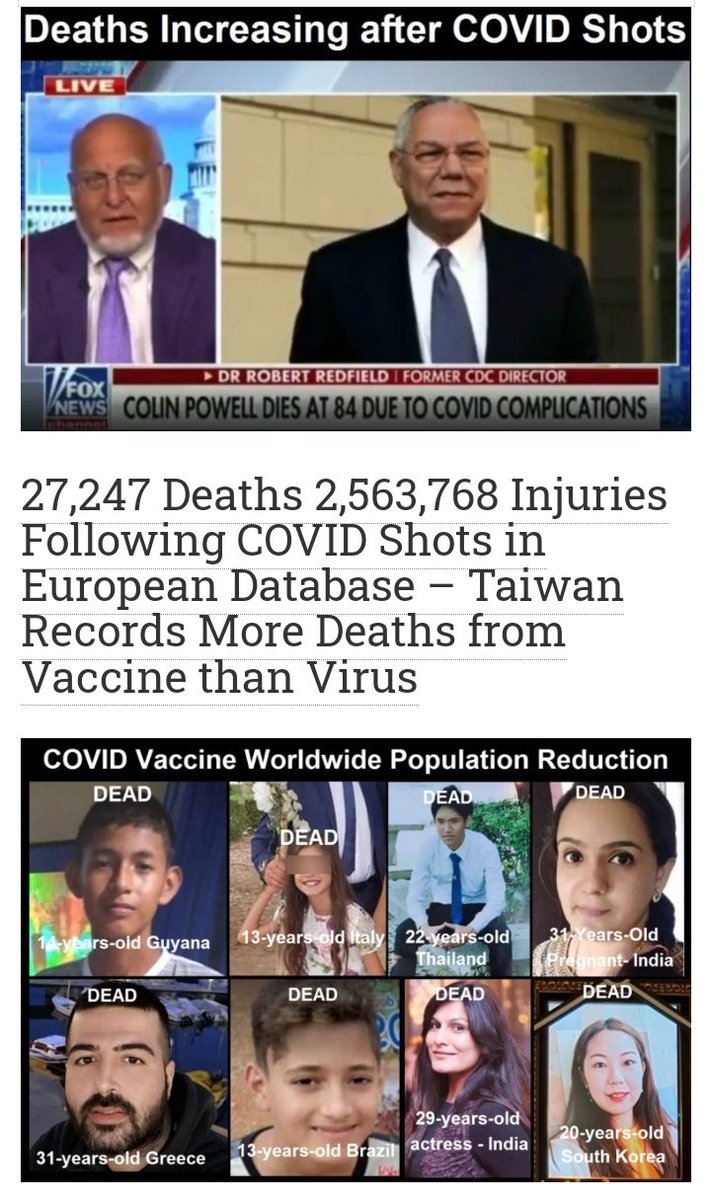 Deaths Increasing after COVID Shots
LIVE
DR ROBERT REDFIELD | FORMER CDC DIRECTOR
FOX
NEWS
channel
COLIN POWELL DIES AT 84 DUE TO COVID COMPLICATIONS
27,247 Deaths 2,563,768 Injuries
Following COVID Shots in
European Database – Taiwan
Records More Deaths from
Vaccine than Virus
COVID Vaccine Worldwide Population Reduction
DEAD
14-years-old Guyana
DEAD
13-years-old Italy
DEAD
22-years-old
Thailand
DEAD
31-Years-Old
Pregnant- India
DEAD
31-years-old Greece
DEAD
13-years-old Brazil
DEAD
29-years-old
actress - India
DEAD
20-years-old
South Korea